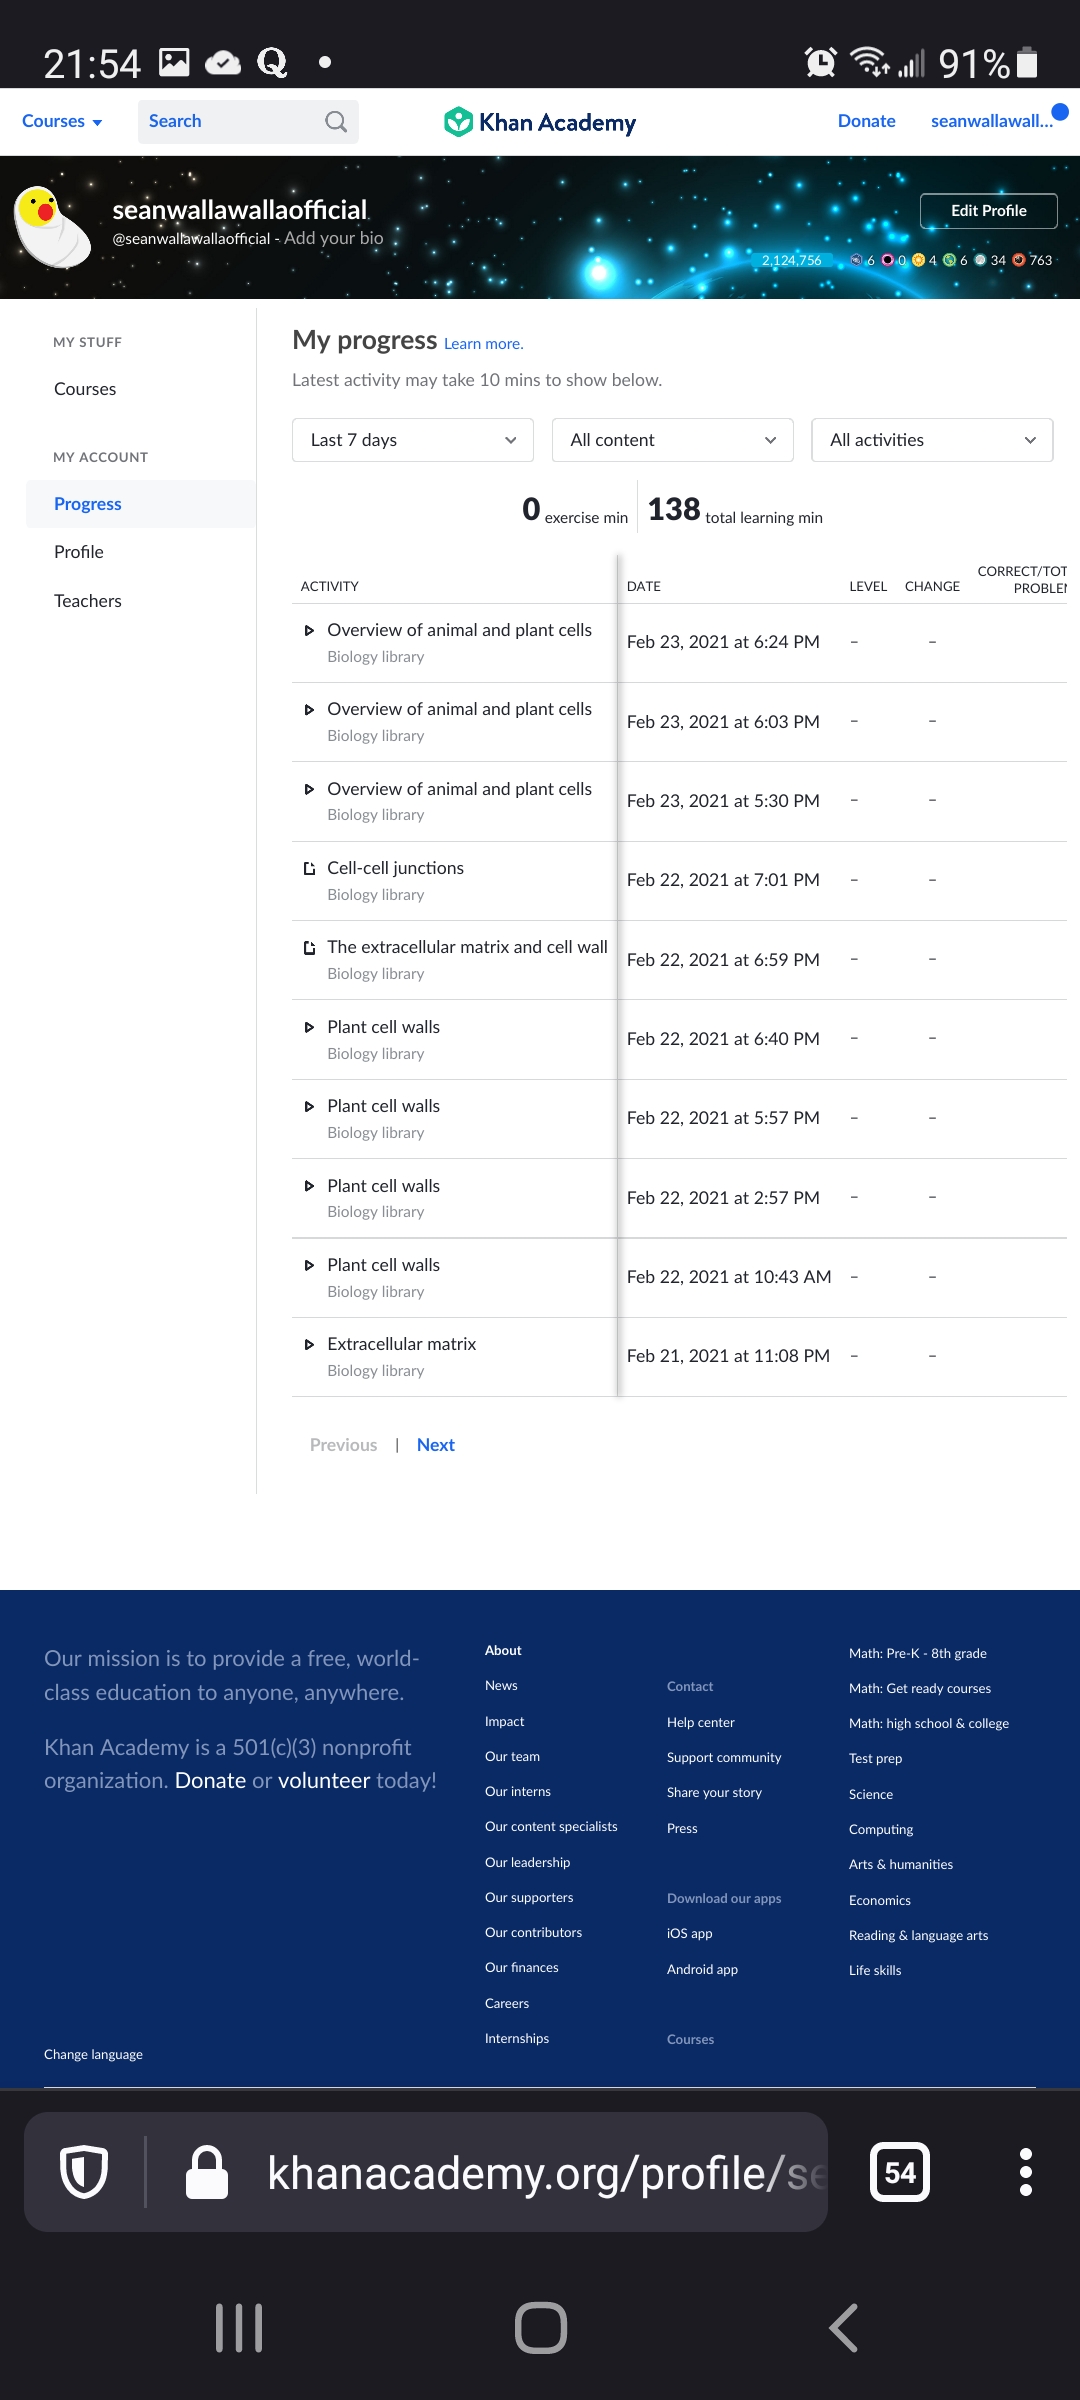 21:54 91%
Courses Search Khan Academy Donate seanwallawall...
seanwallawallaofficial
@seanwallawallaofficial - Add your bio
Edit Profile
2,124,756 6 0 4 6 34 763
MY STUFF
Courses
MY ACCOUNT
Progress
Profile
Teachers
My progress Learn more.
Latest activity may take 10 mins to show below.
Last 7 days All content All activities
0 exercise min 138 total learning min
ACTIVITY DATE LEVEL CHANGE CORRECT/TOT
PROBLEM
Overview of animal and plant cells
Biology library
Feb 23, 2021 at 6:24 PM – –
Overview of animal and plant cells
Biology library
Feb 23, 2021 at 6:03 PM – –
Overview of animal and plant cells
Biology library
Feb 23, 2021 at 5:30 PM – –
Cell-cell junctions
Biology library
Feb 22, 2021 at 7:01 PM – –
The extracellular matrix and cell wall
Biology library
Feb 22, 2021 at 6:59 PM – –
Plant cell walls
Biology library
Feb 22, 2021 at 6:40 PM – –
Plant cell walls
Biology library
Feb 22, 2021 at 5:57 PM – –
Plant cell walls
Biology library
Feb 22, 2021 at 2:57 PM – –
Plant cell walls
Biology library
Feb 22, 2021 at 10:43 AM – –
Extracellular matrix
Biology library
Feb 21, 2021 at 11:08 PM – –
Previous | Next
Our mission is to provide a free, world-
class education to anyone, anywhere.
Khan Academy is a 501(c)(3) nonprofit
organization. Donate or volunteer today!
Change language
About
News
Impact
Our team
Our interns
Our content specialists
Our leadership
Our supporters
Our contributors
Our finances
Careers
Internships
Contact
Help center
Support community
Share your story
Press
Download our apps
iOS app
Android app
Courses
Math: Pre-K - 8th grade
Math: Get ready courses
Math: high school & college
Test prep
Science
Computing
Arts & humanities
Economics
Reading & language arts
Life skills
khanacademy.org/profile/se
54